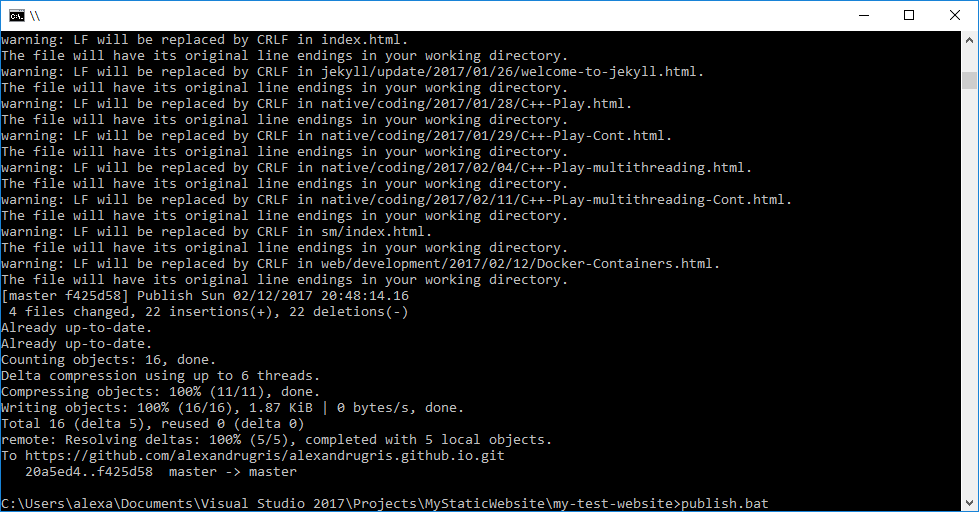 C:\. \\
warning: LF will be replaced by CRLF in index.html.
The file will have its original line endings in your working directory.
warning: LF will be replaced by CRLF in jekyll/update/2017/01/26/welcome-to-jekyll.html.
The file will have its original line endings in your working directory.
warning: LF will be replaced by CRLF in native/coding/2017/01/28/C++-Play.html.
The file will have its original line endings in your working directory.
warning: LF will be replaced by CRLF in native/coding/2017/01/29/C++-Play-Cont.html.
The file will have its original line endings in your working directory.
warning: LF will be replaced by CRLF in native/coding/2017/02/04/C++-Play-multithreading.html.
The file will have its original line endings in your working directory.
warning: LF will be replaced by CRLF in native/coding/2017/02/11/C++-PLay-multithreading-Cont.html.
The file will have its original line endings in your working directory.
warning: LF will be replaced by CRLF in sm/index.html.
The file will have its original line endings in your working directory.
warning: LF will be replaced by CRLF in web/development/2017/02/12/Docker-Containers.html.
The file will have its original line endings in your working directory.
[master f425d58] Publish Sun 02/12/2017 20:48:14.16
 4 files changed, 22 insertions(+), 22 deletions(-)
Already up-to-date.
Already up-to-date.
Counting objects: 16, done.
Delta compression using up to 6 threads.
Compressing objects: 100% (11/11), done.
Writing objects: 100% (16/16), 1.87 KiB | 0 bytes/s, done.
Total 16 (delta 5), reused 0 (delta 0)
remote: Resolving deltas: 100% (5/5), completed with 5 local objects.
To https://github.com/alexandrugris/alexandrugris.github.io.git
   20a5ed4..f425d58  master -> master
C:\Users\alexa\Documents\Visual Studio 2017\Projects\MyStaticWebsite\my-test-website>publish.bat